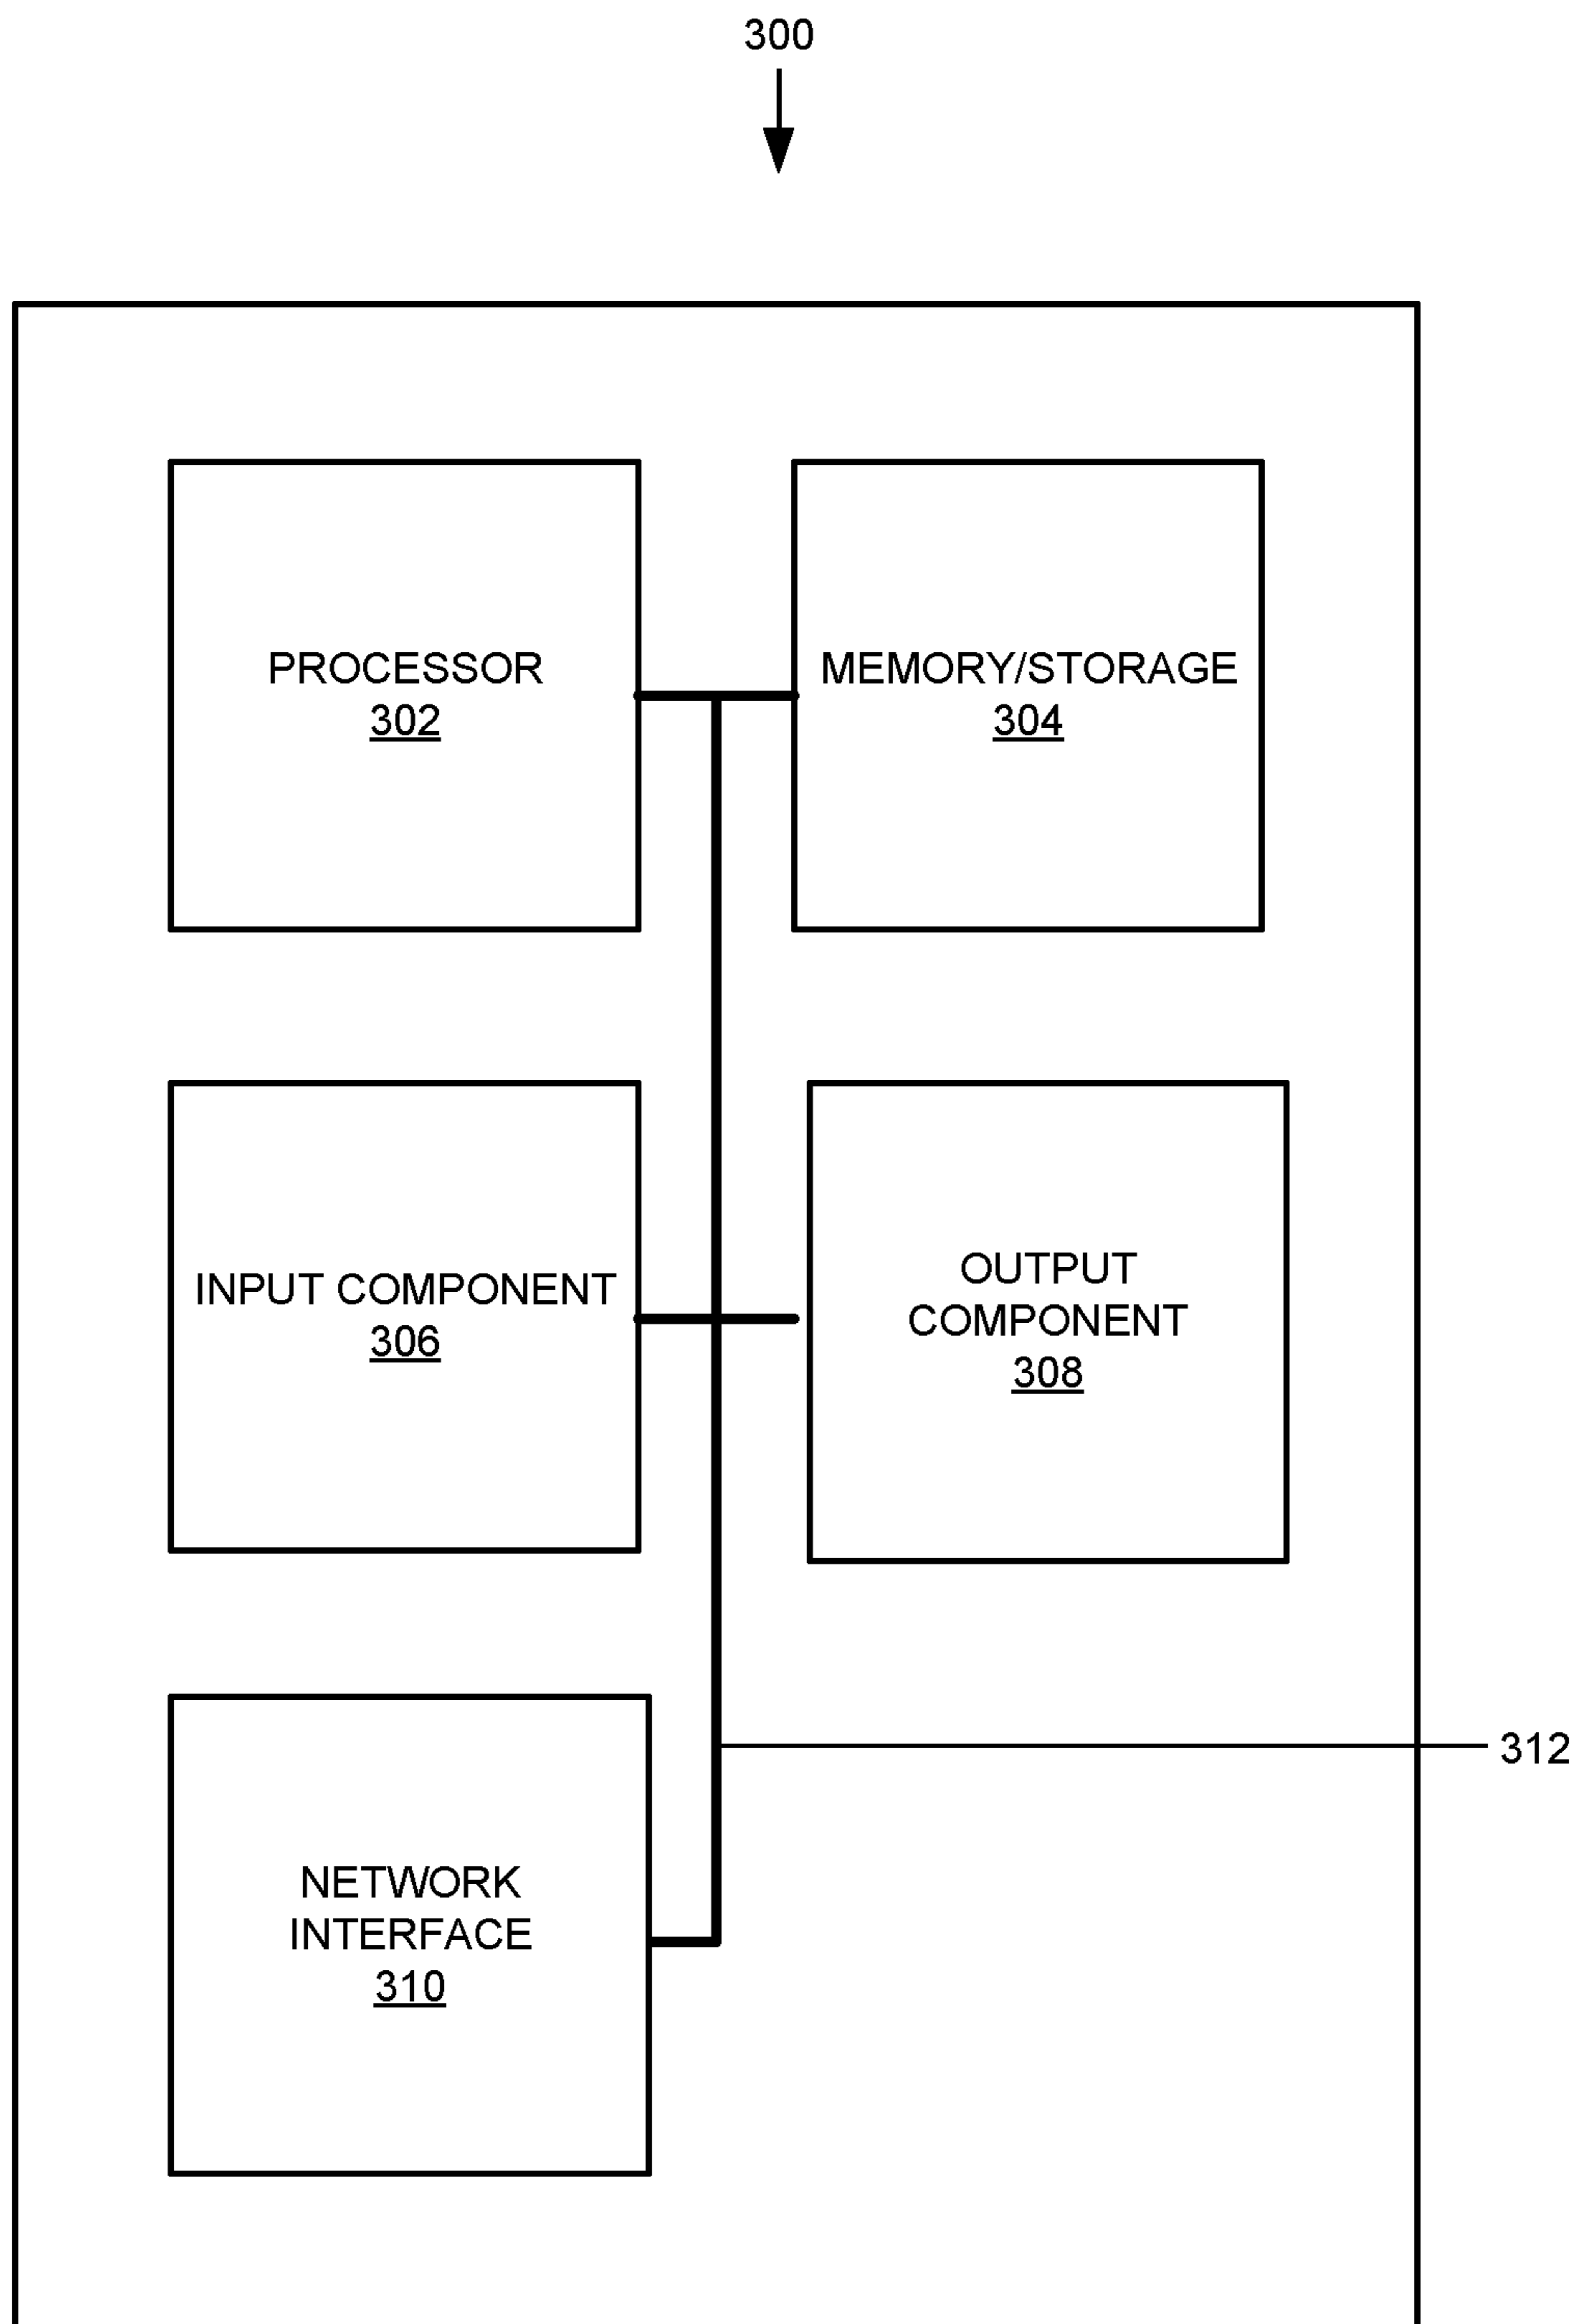 300
PROCESSOR
302
MEMORY/STORAGE
304
INPUT COMPONENT
306
OUTPUT
COMPONENT
308
312
NETWORK
INTERFACE
310